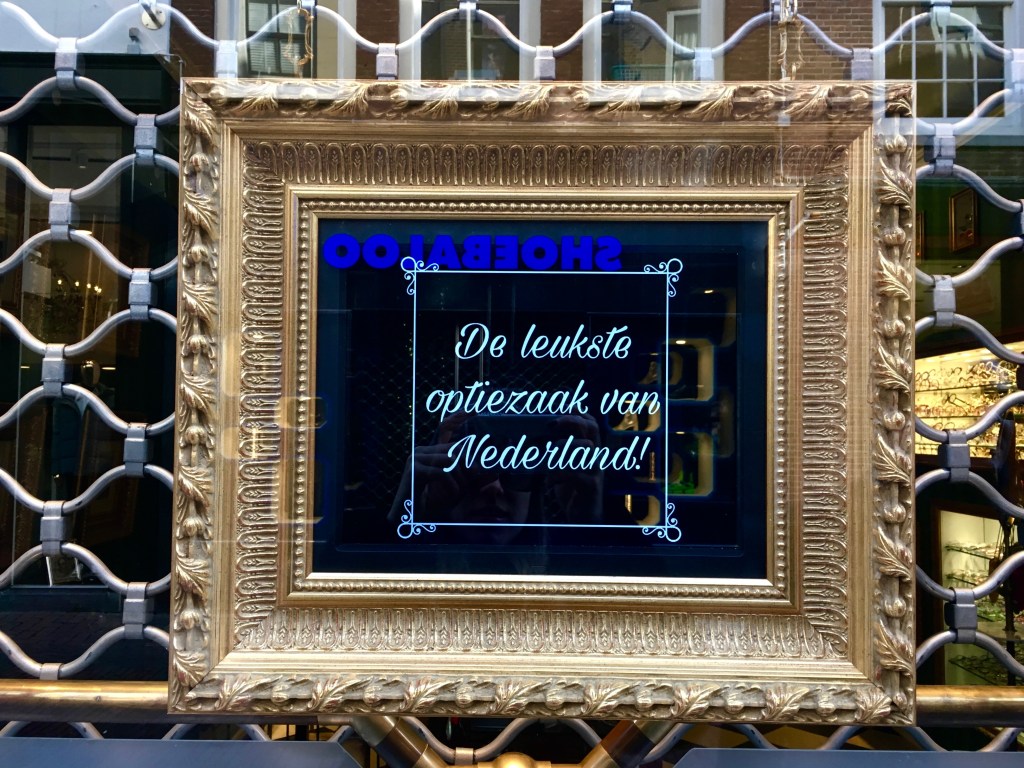 SHOEBALOO
De leukste
optiezaak van
Nederland!